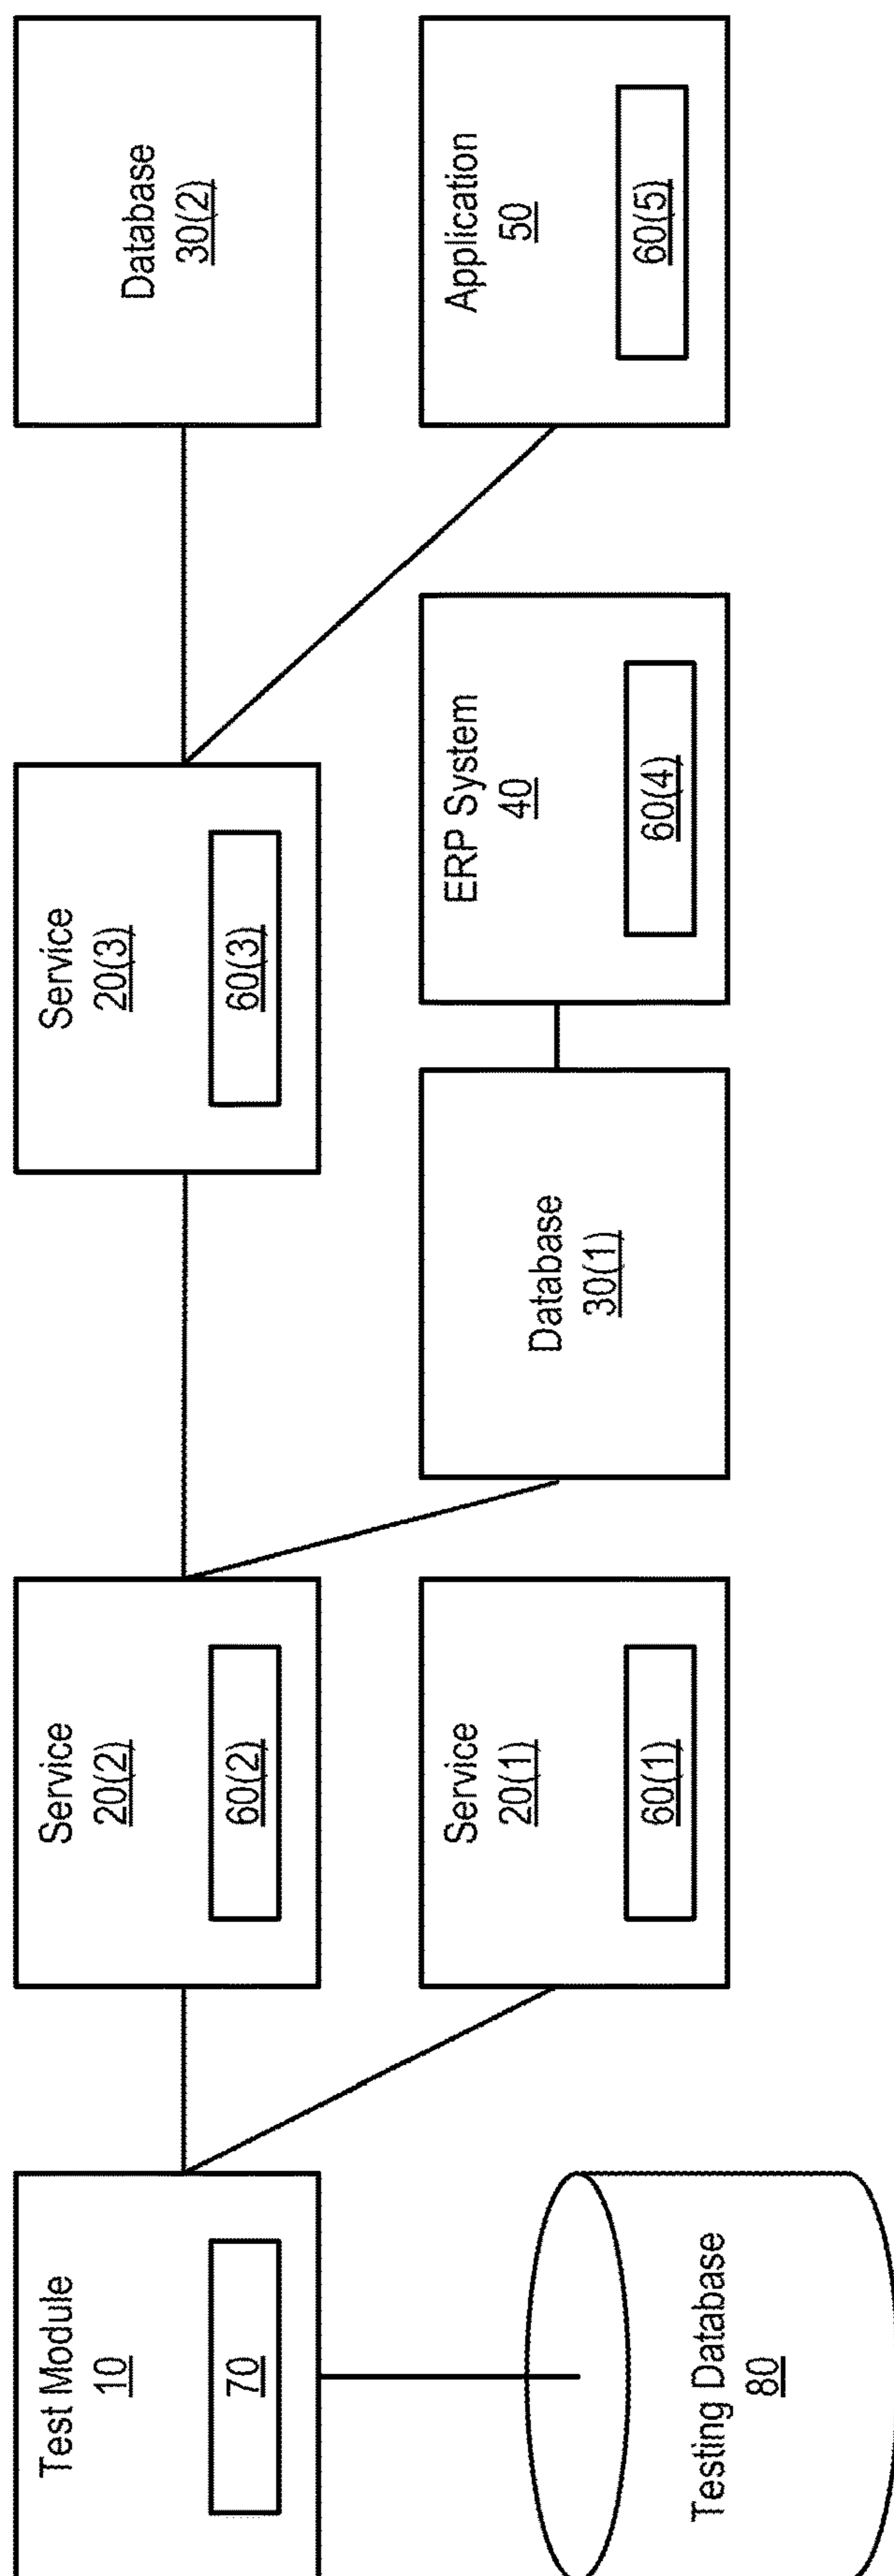 Test Module
10
70
Service
20(2)
60(2)
Service
20(3)
60(3)
Database
30(2)
Testing Database
80
Service
20(1)
60(1)
Database
30(1)
ERP System
40
60(4)
Application
50
60(5)